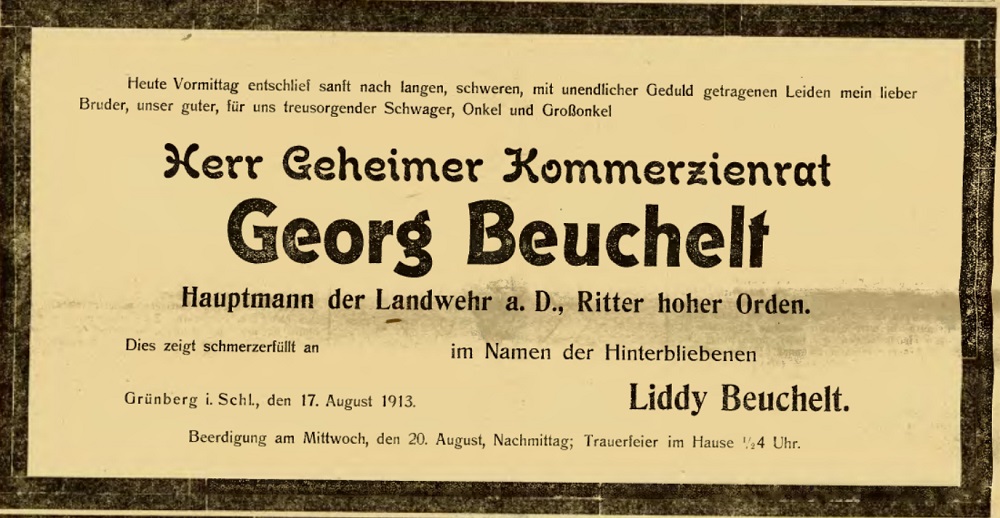 Heute Vormittag entschlief sanft nach langen, schweren, mit unendlicher Geduld getragenen Leiden mein lieber
Bruder, unser guter, für uns treusorgender Schwager, Onkel und Großonkel
Herr Geheimer Kommerzienrat
Georg Beuchelt
Hauptmann der Landwehr a. D., Ritter hoher Orden.
Dies zeigt schmerzerfüllt an im Namen der Hinterbliebenen
Liddy Beuchelt.
Grünberg i. Schl., den 17. August 1913.
Beerdigung am Mittwoch, den 20. August, Nachmittag; Trauerfeier im Hause ½4 Uhr.